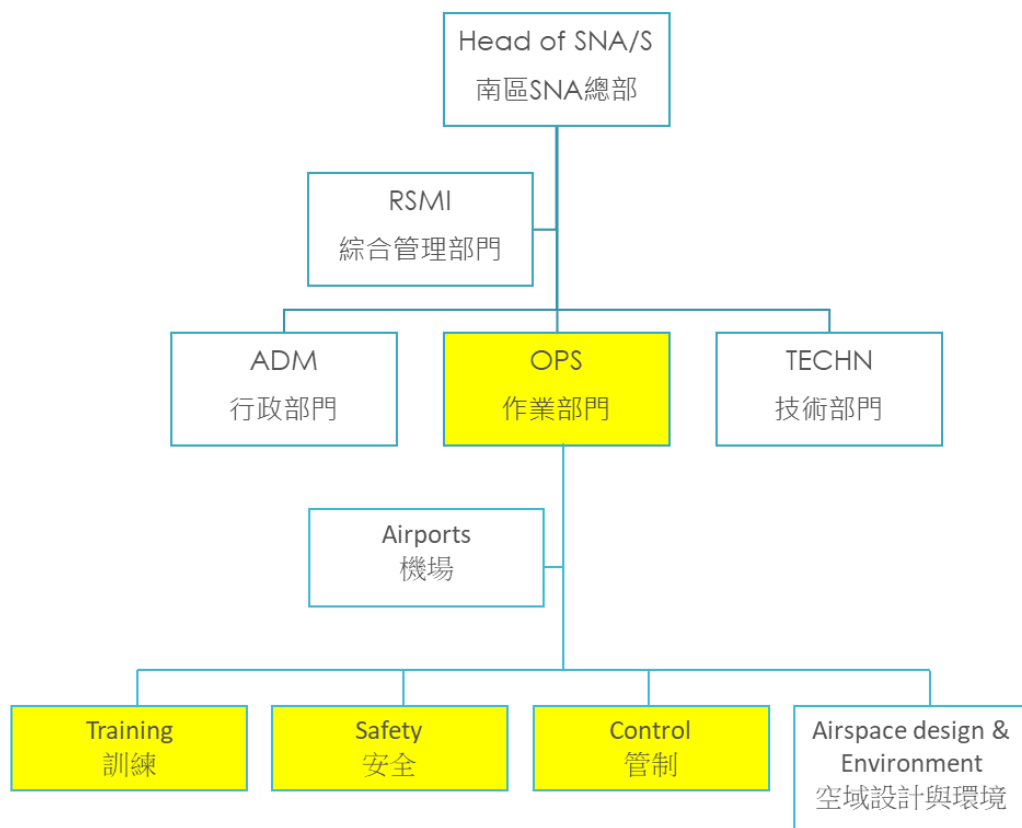 Head of SNA/S
南區SNA總部
RSMI
綜合管理部門
ADM
行政部門
OPS
作業部門
TECHN
技術部門
Airports
機場
Training
訓練
Safety
安全
Control
管制
Airspace design &
Environment
空域設計與環境